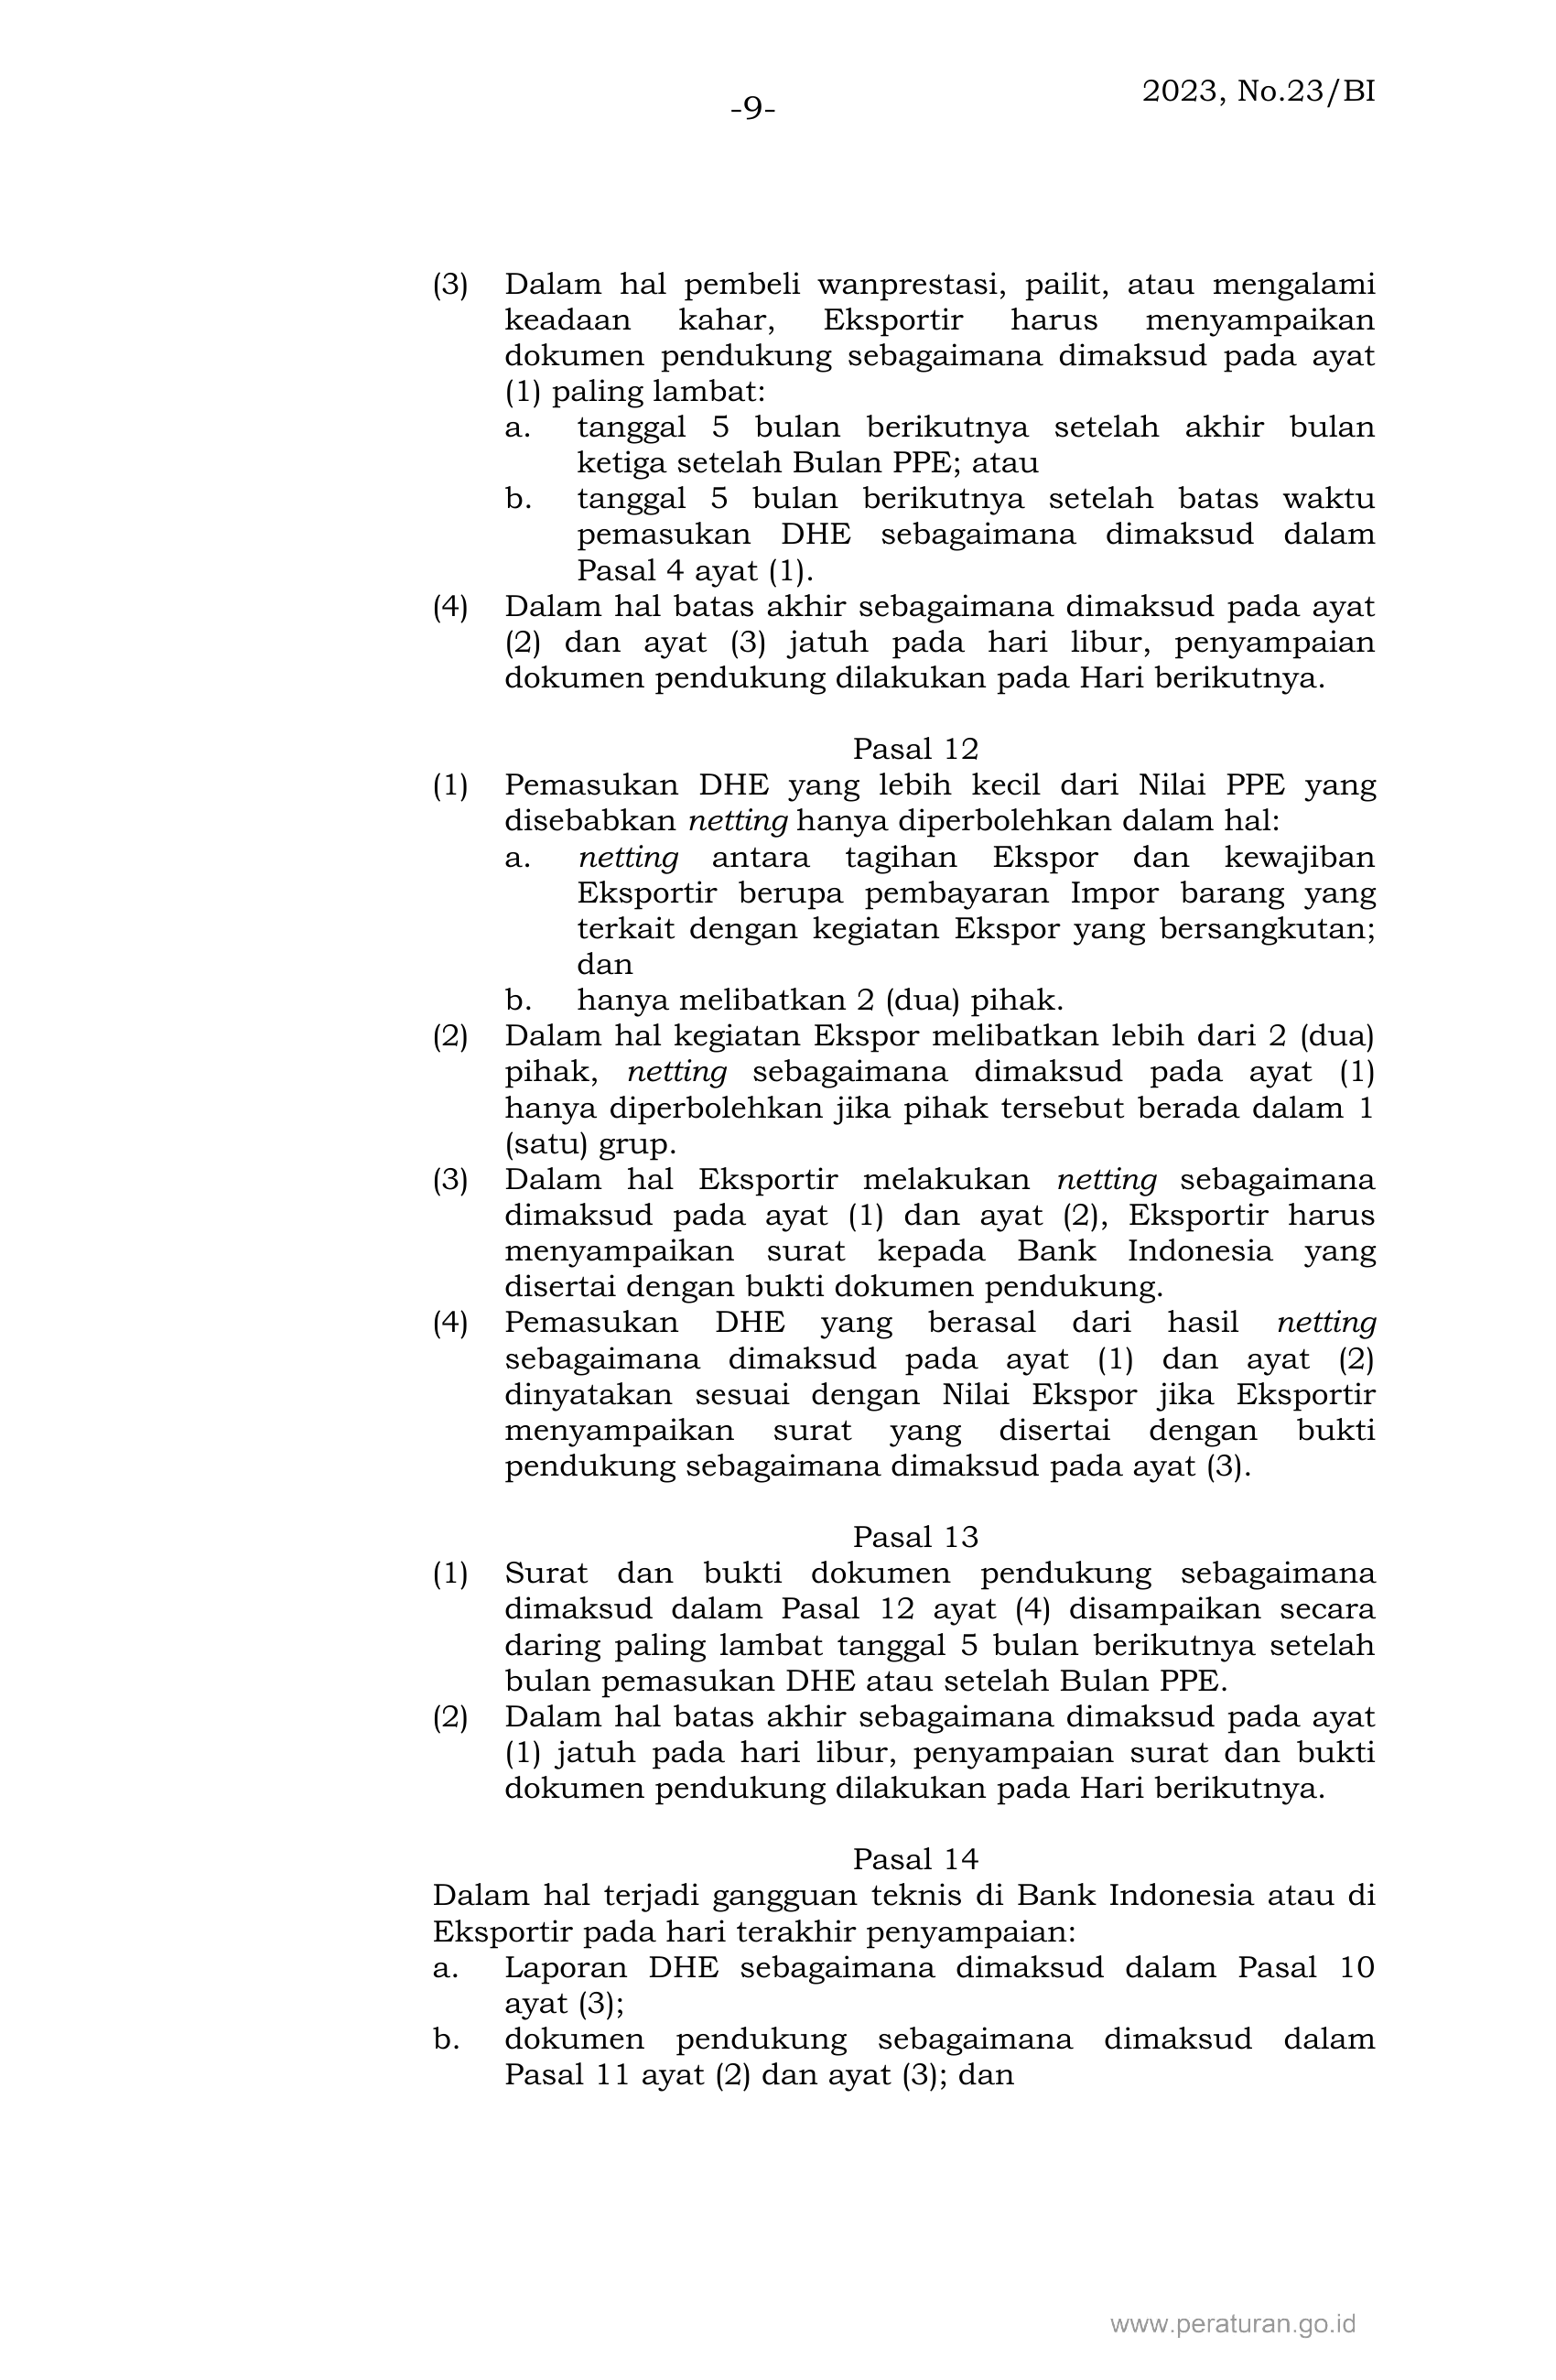 2023, No.23/BI
-9-
(3) Dalam hal pembeli wanprestasi, pailit, atau mengalami
keadaan kahar, Eksportir harus menyampaikan
dokumen pendukung sebagaimana dimaksud pada ayat
(1) paling lambat:
a. tanggal 5 bulan berikutnya setelah akhir bulan
ketiga setelah Bulan PPE; atau
b. tanggal 5 bulan berikutnya setelah batas waktu
pemasukan DHE sebagaimana dimaksud dalam
Pasal 4 ayat (1).
(4) Dalam hal batas akhir sebagaimana dimaksud pada ayat
(2) dan ayat (3) jatuh pada hari libur, penyampaian
dokumen pendukung dilakukan pada Hari berikutnya.
Pasal 12
(1) Pemasukan DHE yang lebih kecil dari Nilai PPE yang
disebabkan netting hanya diperbolehkan dalam hal:
a. netting antara tagihan Ekspor dan kewajiban
Eksportir berupa pembayaran Impor barang yang
terkait dengan kegiatan Ekspor yang bersangkutan;
dan
b. hanya melibatkan 2 (dua) pihak.
(2) Dalam hal kegiatan Ekspor melibatkan lebih dari 2 (dua)
pihak, netting sebagaimana dimaksud pada ayat (1)
hanya diperbolehkan jika pihak tersebut berada dalam 1
(satu) grup.
(3) Dalam hal Eksportir melakukan netting sebagaimana
dimaksud pada ayat (1) dan ayat (2), Eksportir harus
menyampaikan surat kepada Bank Indonesia yang
disertai dengan bukti dokumen pendukung.
(4) Pemasukan DHE yang berasal dari hasil netting
sebagaimana dimaksud pada ayat (1) dan ayat (2)
dinyatakan sesuai dengan Nilai Ekspor jika Eksportir
menyampaikan surat yang disertai dengan bukti
pendukung sebagaimana dimaksud pada ayat (3).
Pasal 13
(1) Surat dan bukti dokumen pendukung sebagaimana
dimaksud dalam Pasal 12 ayat (4) disampaikan secara
daring paling lambat tanggal 5 bulan berikutnya setelah
bulan pemasukan DHE atau setelah Bulan PPE.
(2) Dalam hal batas akhir sebagaimana dimaksud pada ayat
(1) jatuh pada hari libur, penyampaian surat dan bukti
dokumen pendukung dilakukan pada Hari berikutnya.
Pasal 14
Dalam hal terjadi gangguan teknis di Bank Indonesia atau di
Eksportir pada hari terakhir penyampaian:
a. Laporan DHE sebagaimana dimaksud dalam Pasal 10
ayat (3);
b. dokumen pendukung sebagaimana dimaksud dalam
Pasal 11 ayat (2) dan ayat (3); dan
www.peraturan.go.id